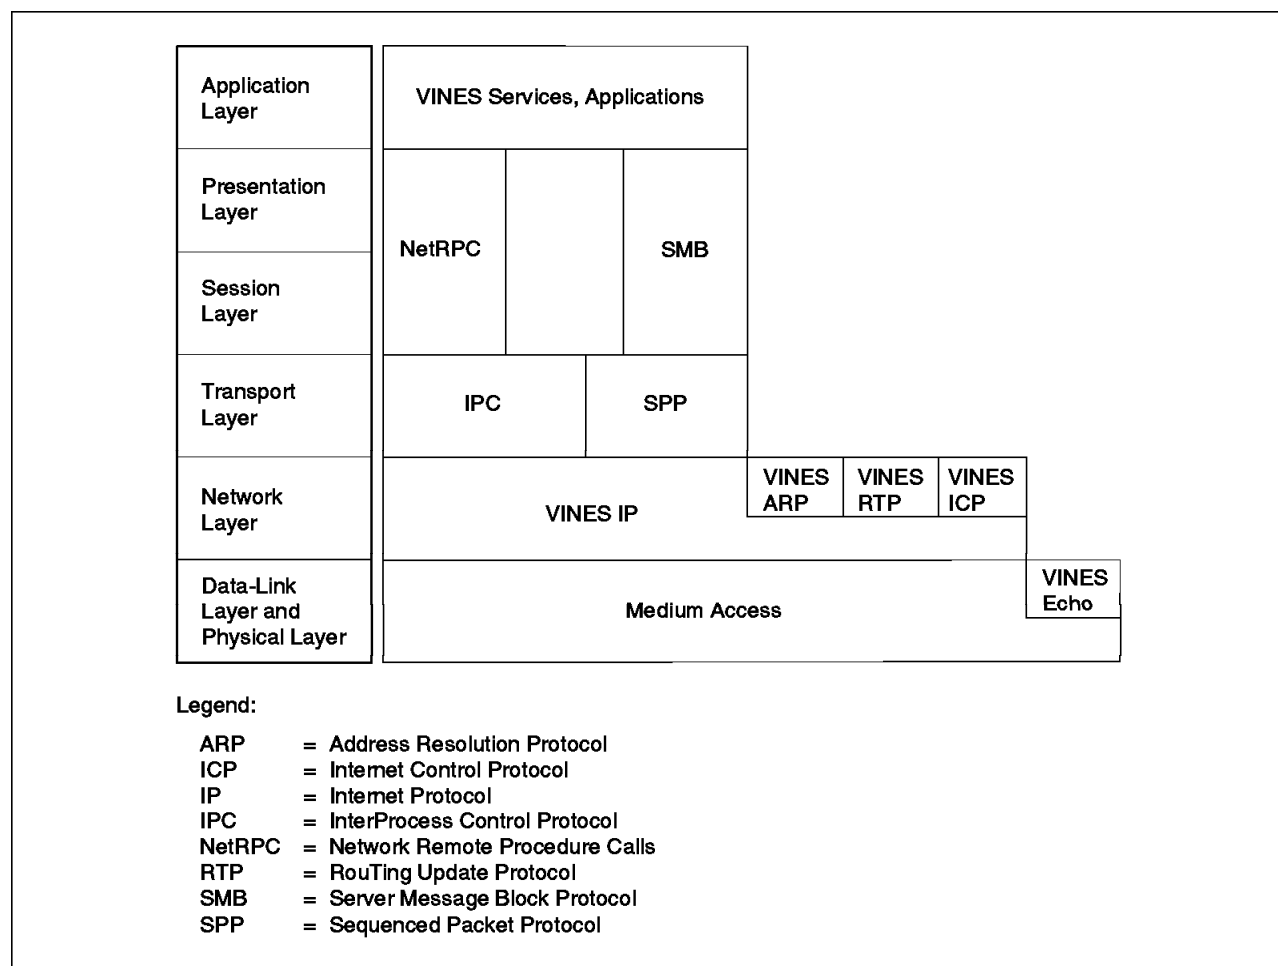 Application
Layer
VINES Services, Applications
Presentation
Layer
NetRPC
SMB
Session
Layer
Transport
Layer
IPC
SPP
Network
Layer
VINES IP
VINES
ARP
VINES
RTP
VINES
ICP
Data-Link
Layer and
Physical Layer
Medium Access
VINES
Echo
Legend:
ARP = Address Resolution Protocol
ICP = Internet Control Protocol
IP = Internet Protocol
IPC = InterProcess Control Protocol
NetRPC = Network Remote Procedure Calls
RTP = RouTing Update Protocol
SMB = Server Message Block Protocol
SPP = Sequenced Packet Protocol